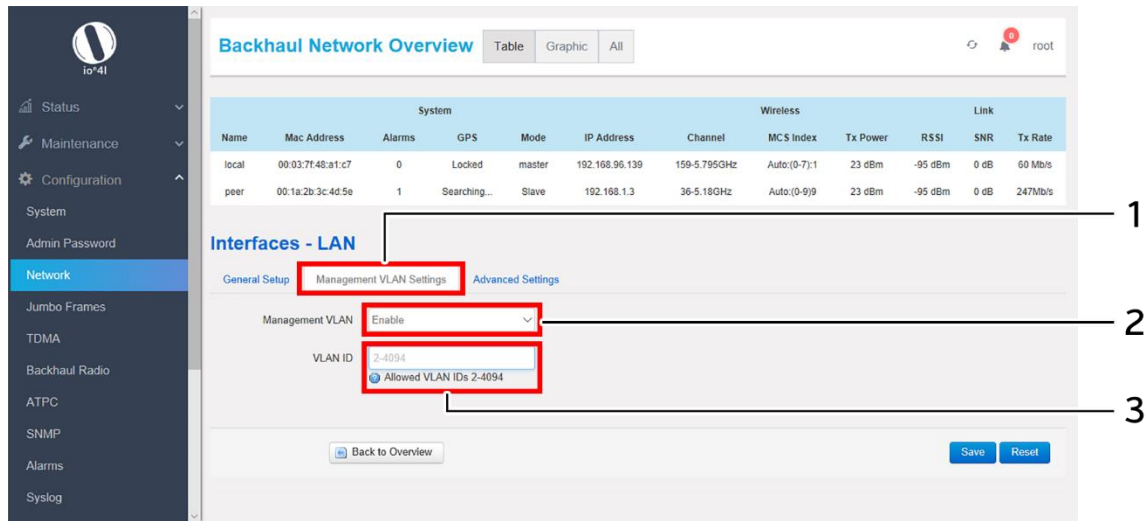 io°4l
Status
Maintenance
Configuration
System
Admin Password
Network
Jumbo Frames
TDMA
Backhaul Radio
ATPC
SNMP
Alarms
Syslog
Backhaul Network Overview Table Graphic All 0 root
System Wireless Link
Name Mac Address Alarms GPS Mode IP Address Channel MCS Index Tx Power RSSI SNR Tx Rate
local 00:03:7f:48:a1:c7 0 Locked master 192.168.96.139 159-5.795GHz Auto:(0-7):1 23 dBm -95 dBm 0 dB 60 Mb/s
peer 00:1a:2b:3c:4d:5e 1 Searching... Slave 192.168.1.3 36-5.18GHz Auto:(0-9)9 23 dBm -95 dBm 0 dB 247Mb/s
1
Interfaces - LAN
General Setup Management VLAN Settings Advanced Settings
Management VLAN Enable 2
VLAN ID 2-4094
Allowed VLAN IDs 2-4094
3
Back to Overview Save Reset